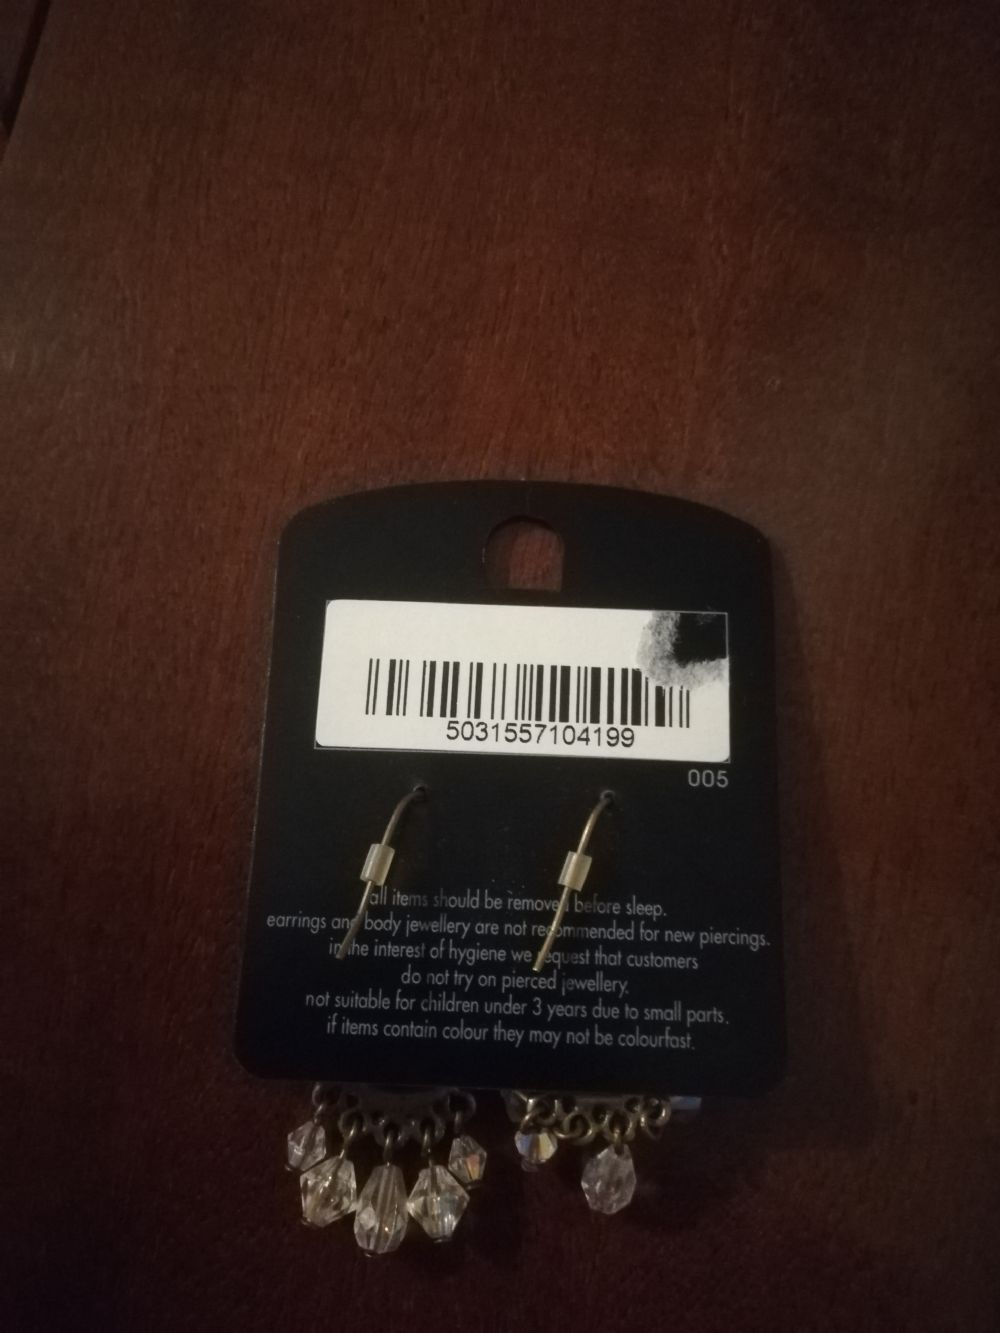 5031557104199
005
all items should be removed before sleep.
earrings and body jewellery are not recommended for new piercings.
in the interest of hygiene we request that customers
do not try on pierced jewellery.
not suitable for children under 3 years due to small parts.
if items contain colour they may not be colourfast.